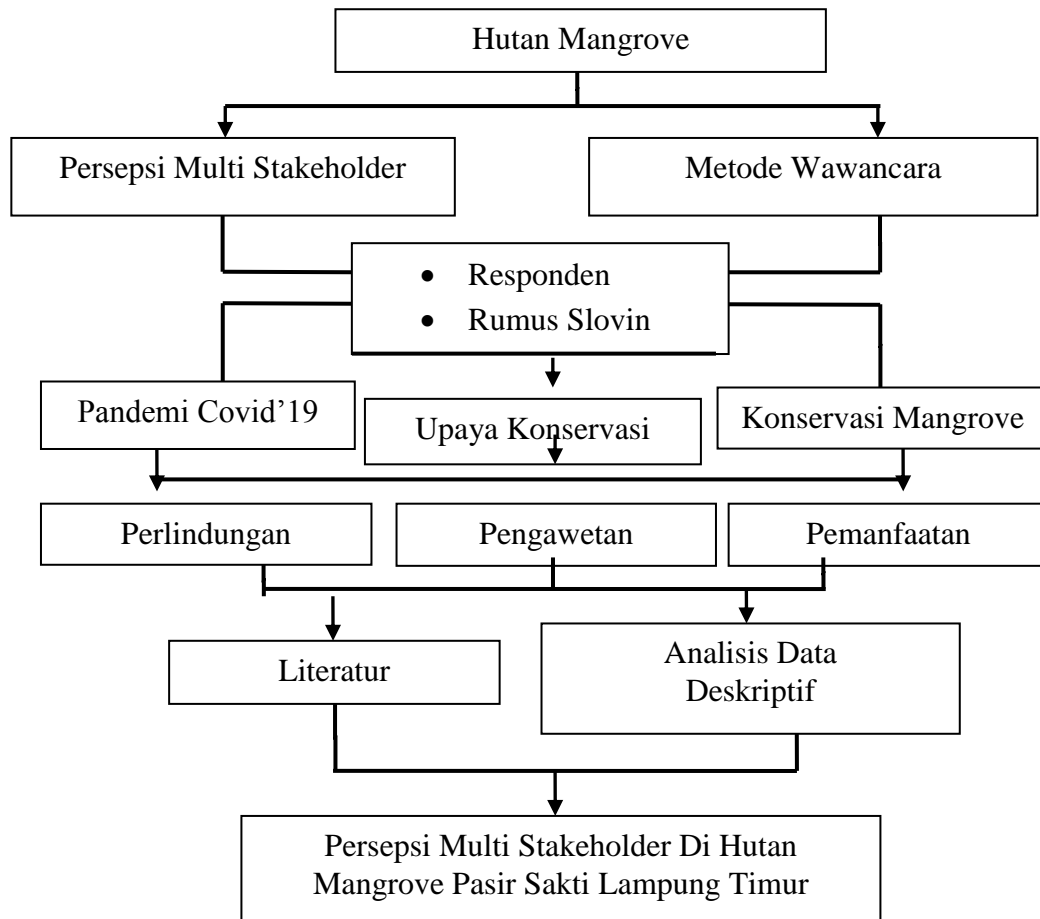 Hutan Mangrove
Persepsi Multi Stakeholder
Metode Wawancara
• Responden
• Rumus Slovin
Pandemi Covid'19
Upaya Konservasi
Konservasi Mangrove
Perlindungan
Pengawetan
Pemanfaatan
Literatur
Analisis Data
Deskriptif
Persepsi Multi Stakeholder Di Hutan
Mangrove Pasir Sakti Lampung Timur